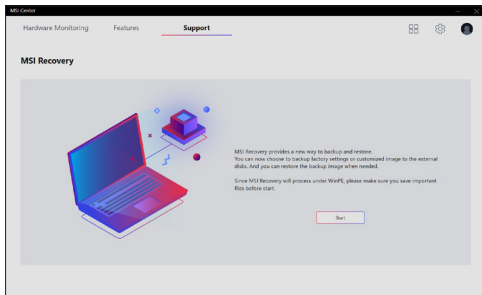 MSI Center
Hardware Monitoring
Features
Support
MSI Recovery
MSI Recovery provides a new way to backup and restore.
You can now choose to backup factory settings or customized image to the external
disks. And you can restore the backup image when needed.
Since MSI Recovery will process under WinPE, please make sure you save important
files before start.
Start